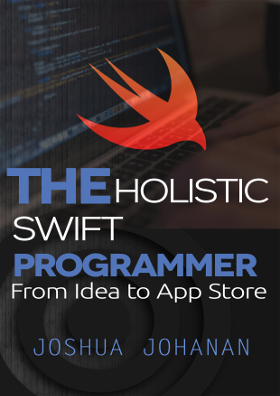 THE HOLISTIC
SWIFT
PROGRAMMER
From Idea to App Store
JOSHUA JOHANAN